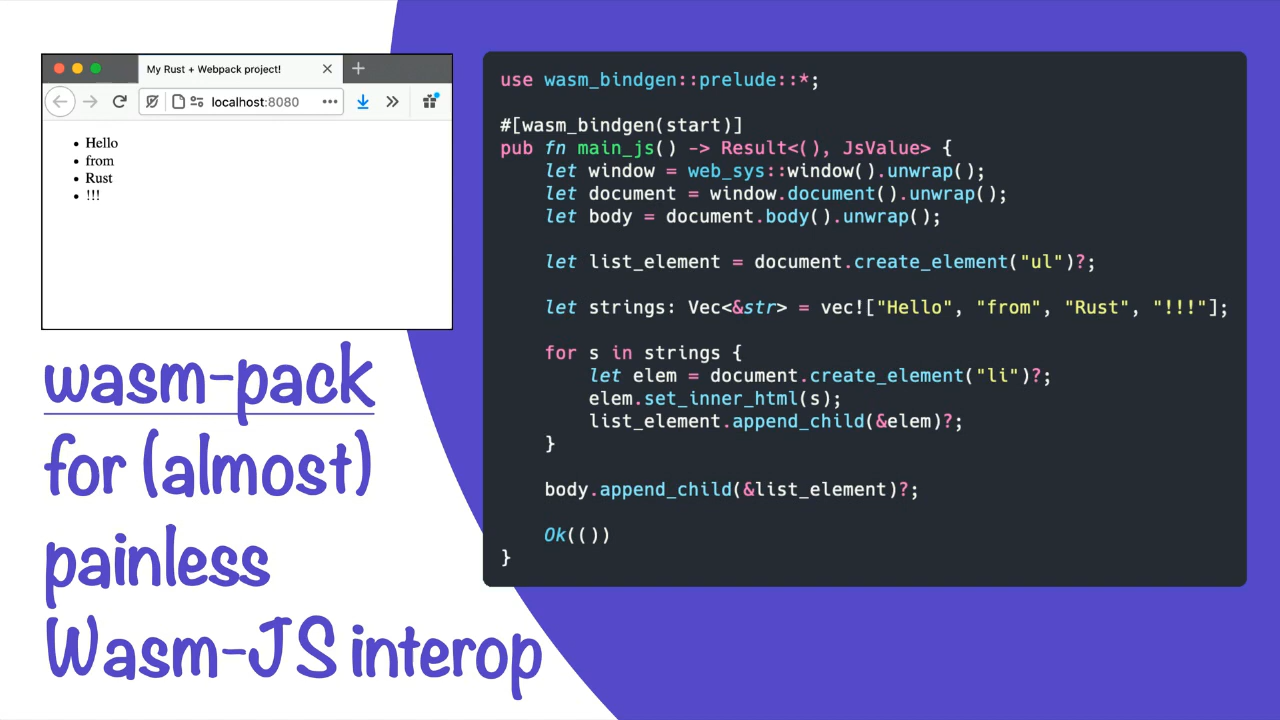 My Rust + Webpack project!
localhost:8080
Hello
from
Rust
!!!
wasm-pack
for (almost)
painless
Wasm-JS interop
use wasm_bindgen::prelude::*;
#[wasm_bindgen(start)]
pub fn main_js() -> Result<(), JsValue> {
    let window = web_sys::window().unwrap();
    let document = window.document().unwrap();
    let body = document.body().unwrap();
    let list_element = document.create_element("ul")?;
    let strings: Vec<&str> = vec!["Hello", "from", "Rust", "!!!"];
    for s in strings {
        let elem = document.create_element("li")?;
        elem.set_inner_html(s);
        list_element.append_child(&elem)?;
    }
    body.append_child(&list_element)?;
    Ok(())
}